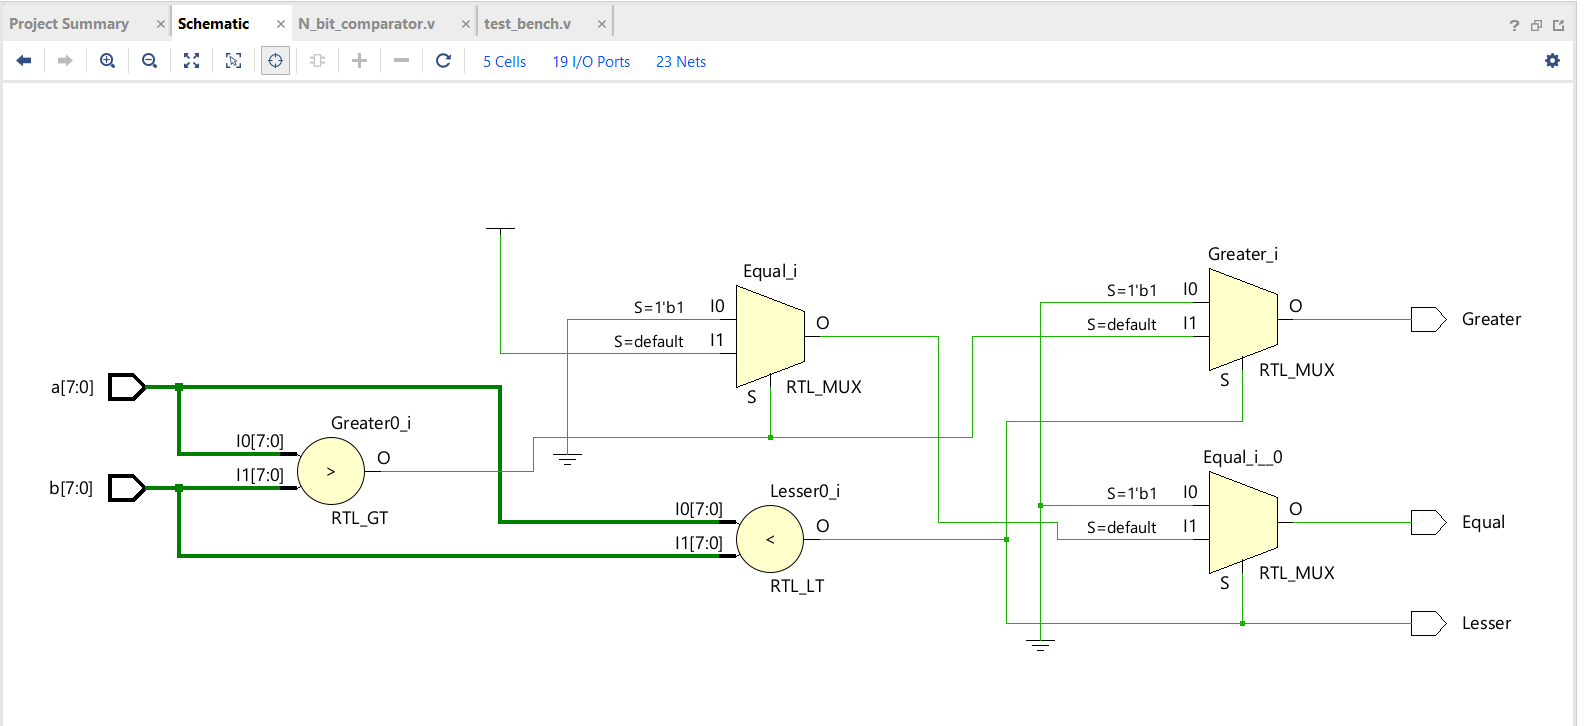 Project Summary × Schematic × N_bit_comparator.v × test_bench.v ×
?
5 Cells 19 I/O Ports 23 Nets
Greater_i
Equal_i
S=1'b1 I0
O
S=default I1
Greater
S=1'b1 I0
O
S=default I1
S
RTL_MUX
S
RTL_MUX
a[7:0]
Greater0_i
I0[7:0]
I1[7:0]
>
O
RTL_GT
b[7:0]
Equal_i__0
Lesser0_i
I0[7:0]
I1[7:0]
<
O
RTL_LT
S=1'b1 I0
O
S=default I1
Equal
S
RTL_MUX
Lesser